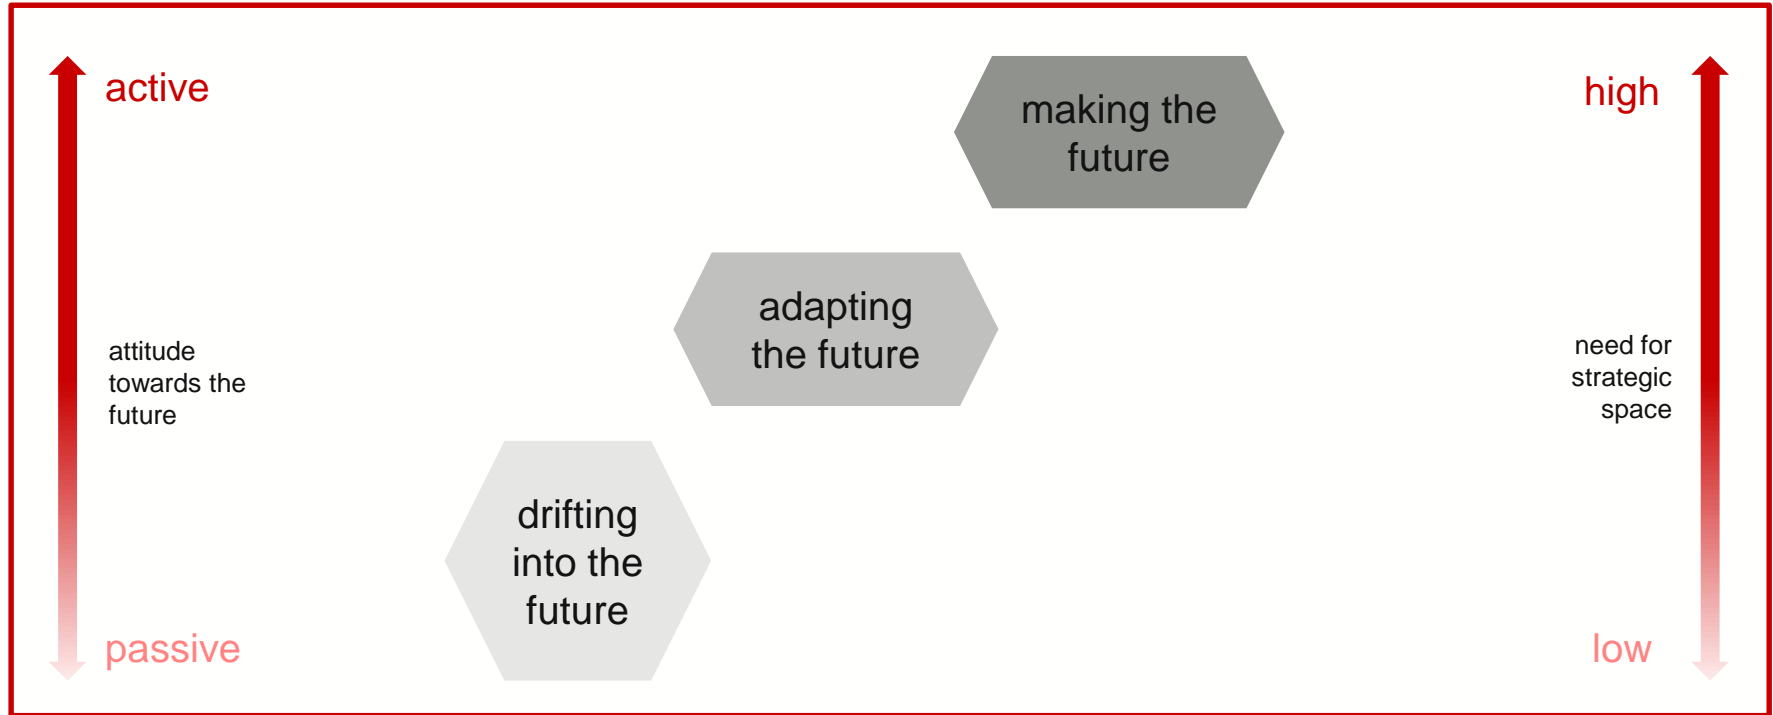 active
high
making the
future
adapting
the future
attitude
towards the
future
need for
strategic
space
drifting
into the
future
passive
low